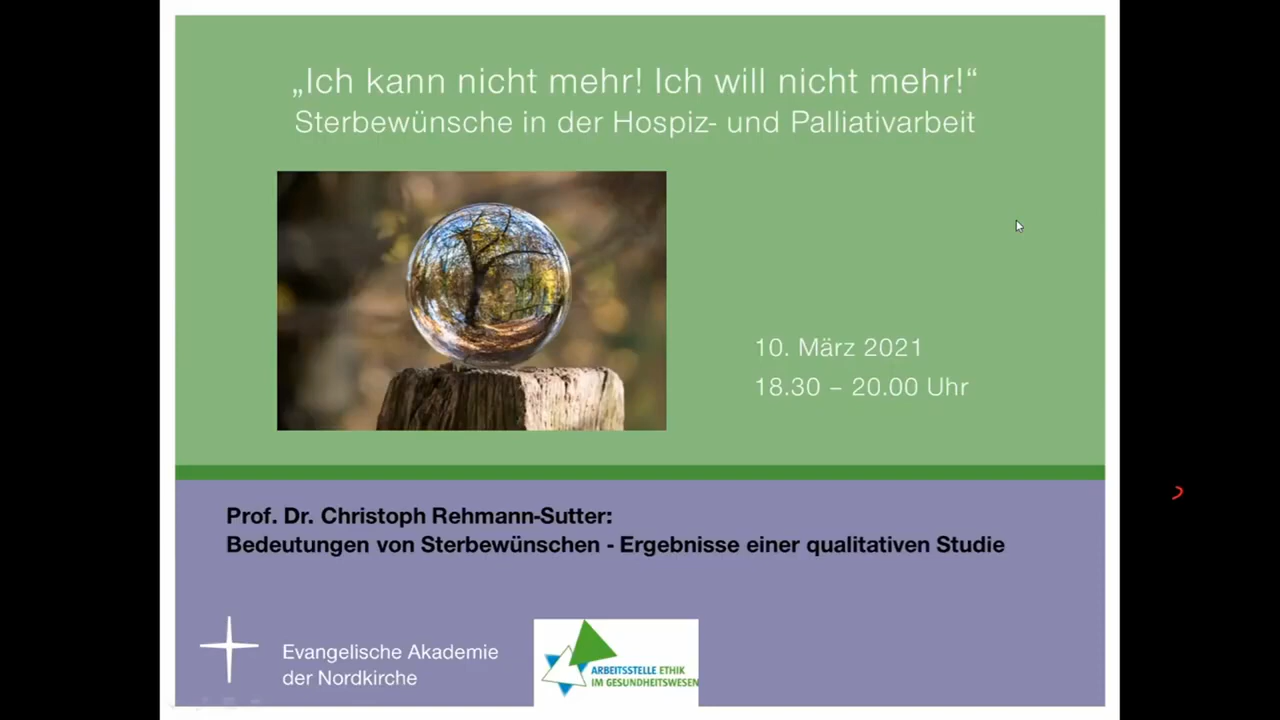 „Ich kann nicht mehr! Ich will nicht mehr!“
Sterbewünsche in der Hospiz- und Palliativarbeit
10. März 2021
18.30 – 20.00 Uhr
Prof. Dr. Christoph Rehmann-Sutter:
Bedeutungen von Sterbewünschen - Ergebnisse einer qualitativen Studie
Evangelische Akademie
der Nordkirche
ARBEITSSTELLE ETHIK
IM GESUNDHEITSWESEN